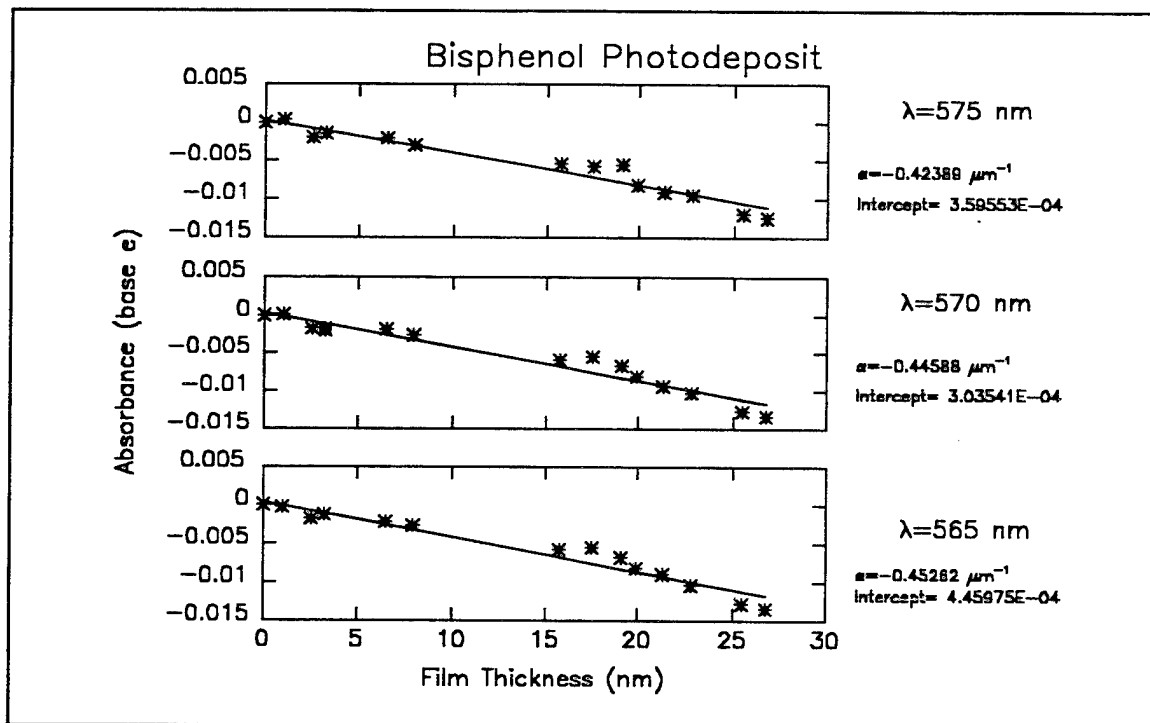 Bisphenol Photodeposit
0.005
0
−0.005
−0.01
−0.015
λ=575 nm
α=−0.42389 μm⁻¹
Intercept= 3.59553E−04
0.005
0
−0.005
−0.01
−0.015
λ=570 nm
α=−0.44588 μm⁻¹
Intercept= 3.03541E−04
Absorbance (base e)
0.005
0
−0.005
−0.01
−0.015
λ=565 nm
α=−0.45262 μm⁻¹
Intercept= 4.45975E−04
0 5 10 15 20 25 30
Film Thickness (nm)